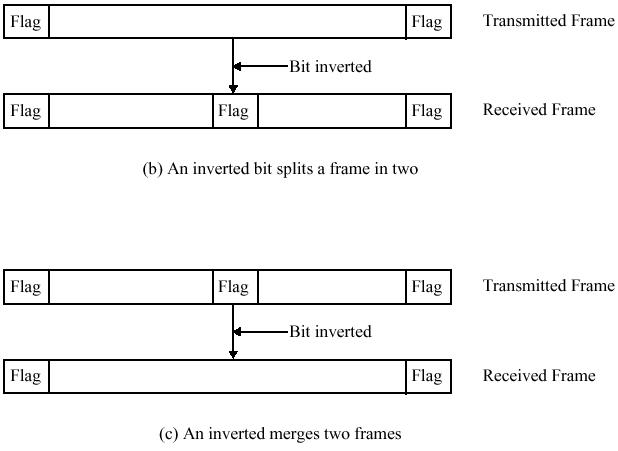 Flag Flag Transmitted Frame
Bit inverted
Flag Flag Flag Received Frame
(b) An inverted bit splits a frame in two
Flag Flag Flag Transmitted Frame
Bit inverted
Flag Flag Received Frame
(c) An inverted merges two frames